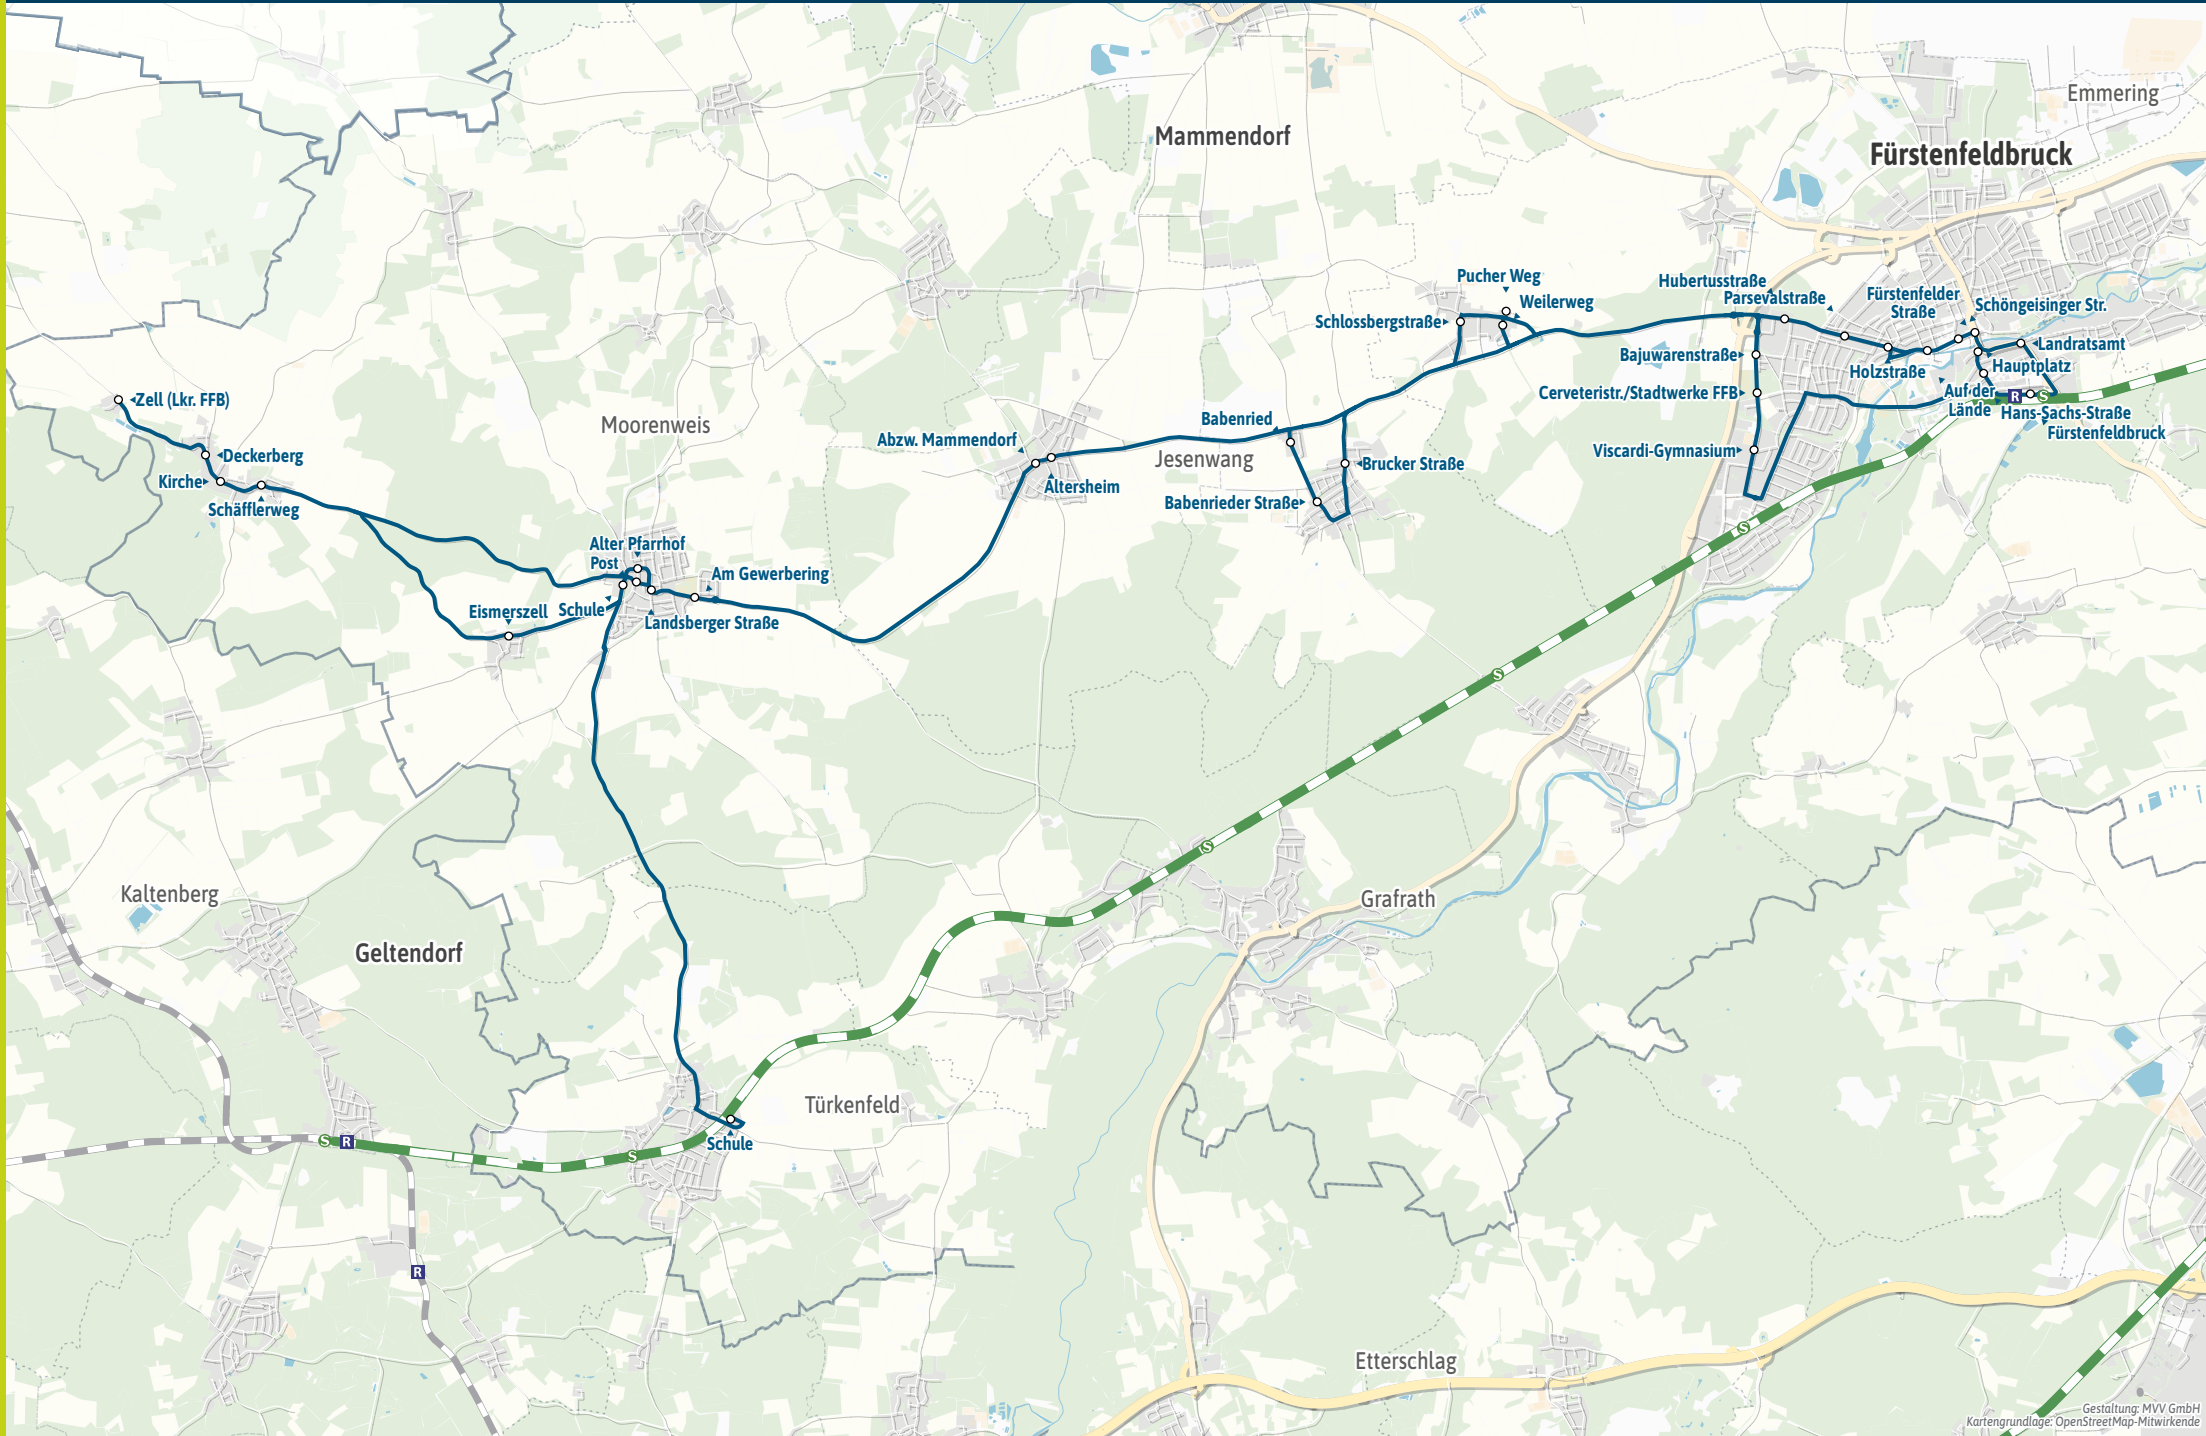 Emmering
Mammendorf
Fürstenfeldbruck
Pucher Weg
Weilerweg
Schlossbergstraße
Hubertusstraße
Parsevalstraße
Fürstenfelder
Straße
Schöngeisinger Str.
Landratsamt
Bajuwarenstraße
Holzstraße
Hauptplatz
Cerveteristr./Stadtwerke FFB
Auf der
Lände
R
S
Hans-Sachs-Straße
Fürstenfeldbruck
Viscardi-Gymnasium
S
Zell (Lkr. FFB)
Deckerberg
Kirche
Schäfflerweg
Moorenweis
Abzw. Mammendorf
Altersheim
Babenried
Jesenwang
Brucker Straße
Babenrieder Straße
Alter Pfarrhof
Post
Am Gewerbering
Eismerszell
Schule
Landsberger Straße
S
S
Kaltenberg
Geltendorf
Grafrath
Türkenfeld
Schule
S
R
S
R
Etterschlag
Gestaltung: MVV GmbH
Kartengrundlage: OpenStreetMap-Mitwirkende